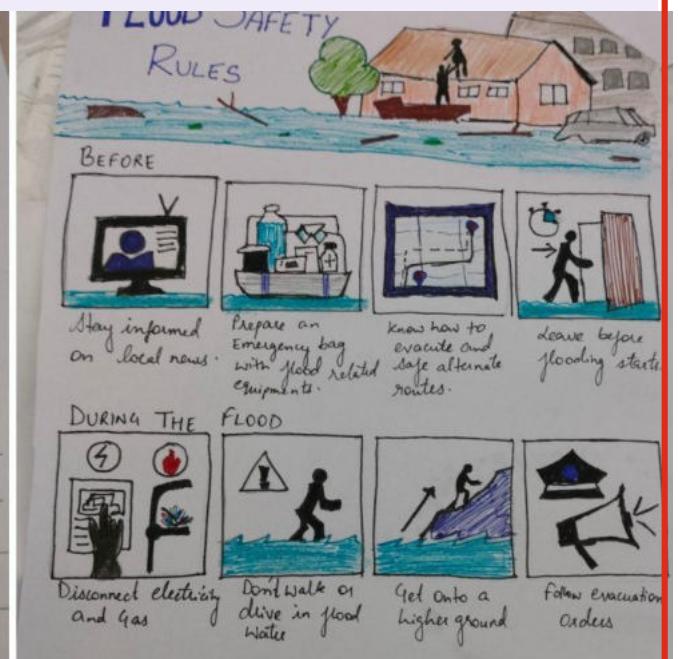 FLOOD SAFETY
RULES
BEFORE
Stay informed
on local news.
Prepare an
Emergency bag
with flood related
equipments.
Know how to
evacuate and
safe alternate
routes.
Leave before
flooding starts
DURING THE FLOOD
Disconnect electricity
and Gas
Don't walk or
drive in flood
Water
Get onto a
higher ground
Follow evacuation
Orders